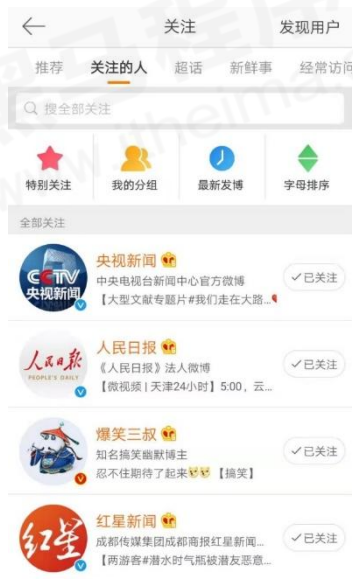 关注
发现用户
推荐 关注的人 超话 新鲜事 经常访问
搜全部关注
特别关注 我的分组 最新发博 字母排序
全部关注
CCTV
央视新闻
央视新闻
中央电视台新闻中心官方微博
【大型文献专题片#我们走在大路...
已关注
人民日报
PEOPLE'S DAILY
人民日报
《人民日报》法人微博
【微视频 | 天津24小时】5:00，云...
已关注
爆笑三叔
知名搞笑幽默博主
忍不住期待了起来 【搞笑】
已关注
红星
红星新闻
成都传媒集团成都商报红星新闻...
【两游客#潜水时气瓶被潜友恶意...
已关注